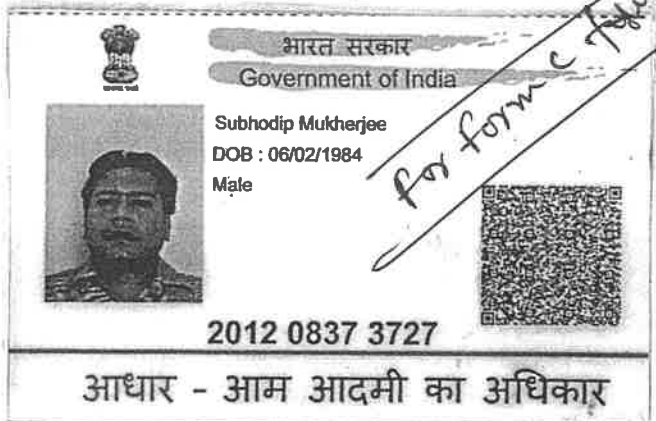 भारत सरकार
Government of India
Subhodip Mukherjee
DOB : 06/02/1984
Male
for form C
2012 0837 3727
आधार - आम आदमी का अधिकार